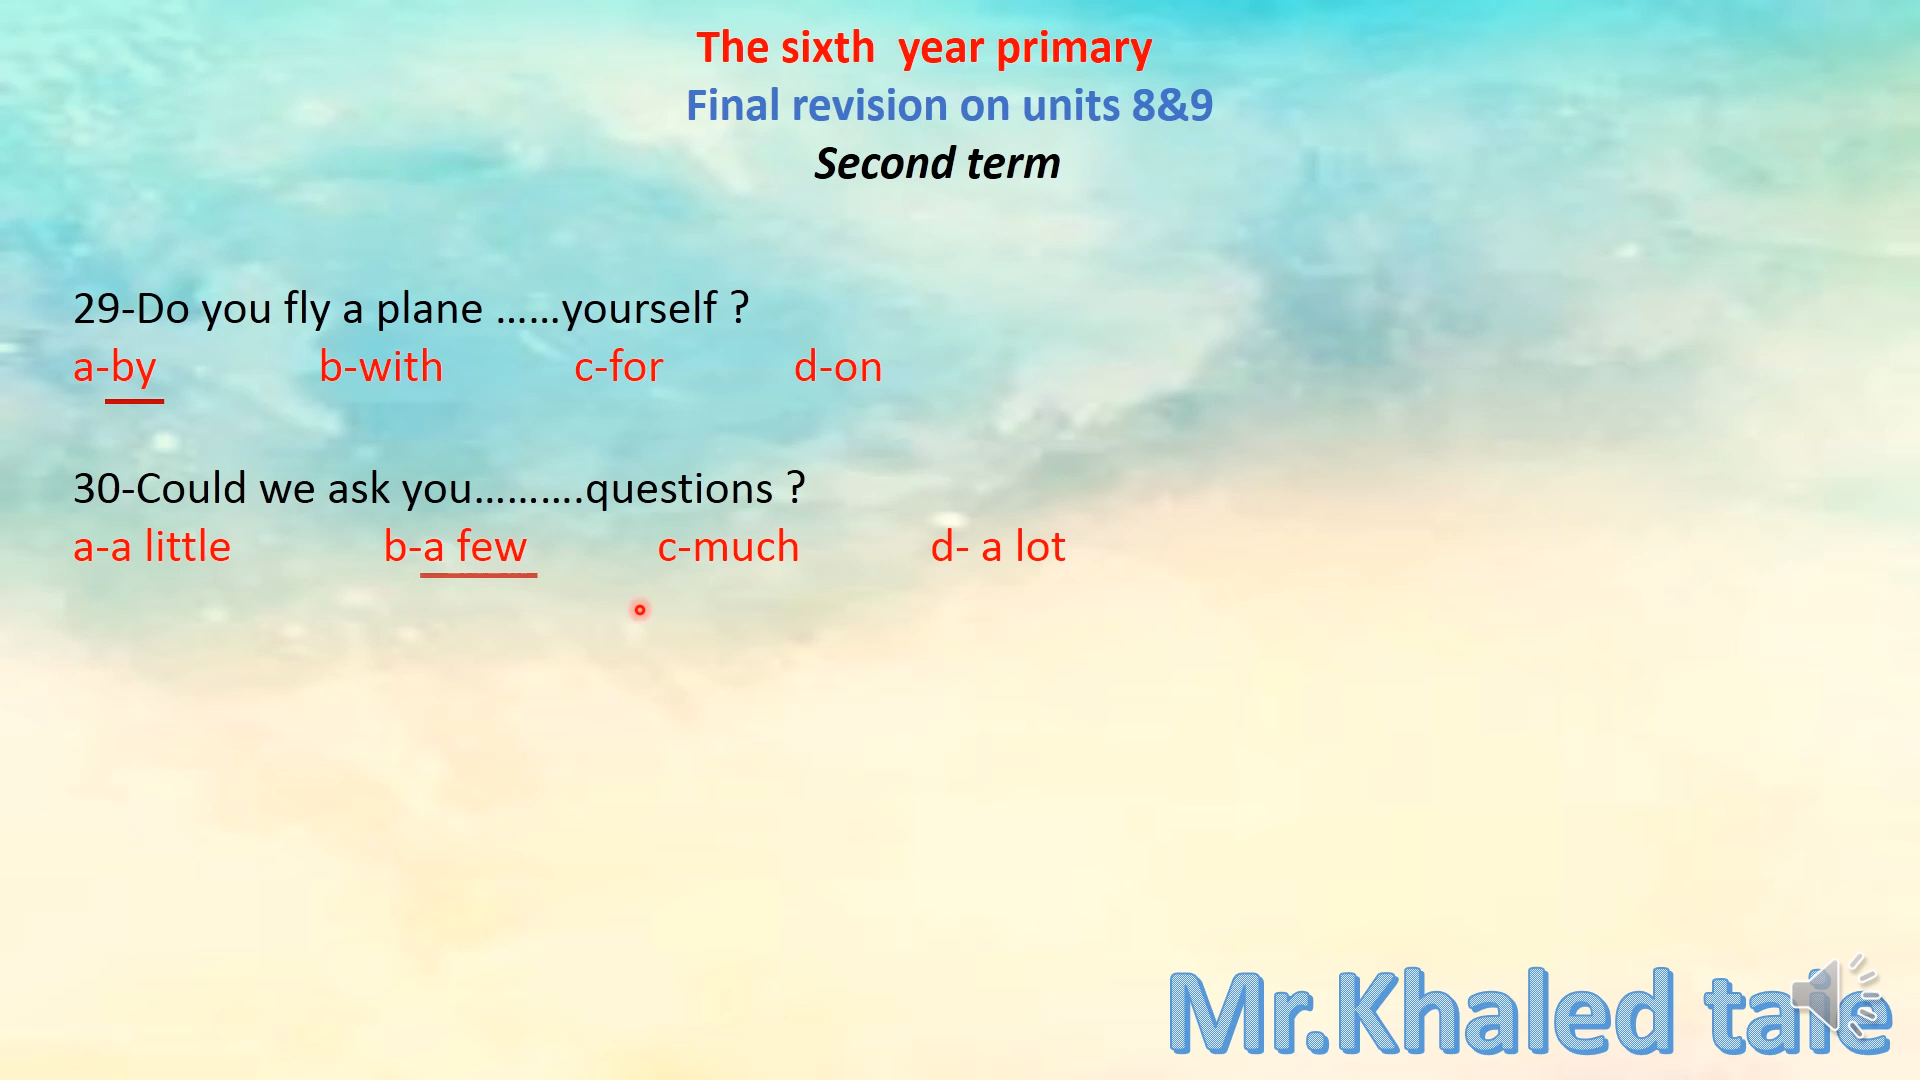 The sixth  year primary
Final revision on units 8&9
Second term
29-Do you fly a plane ......yourself ?
a-by b-with c-for d-on
30-Could we ask you..........questions ?
a-a little b-a few c-much d- a lot
Mr.Khaled